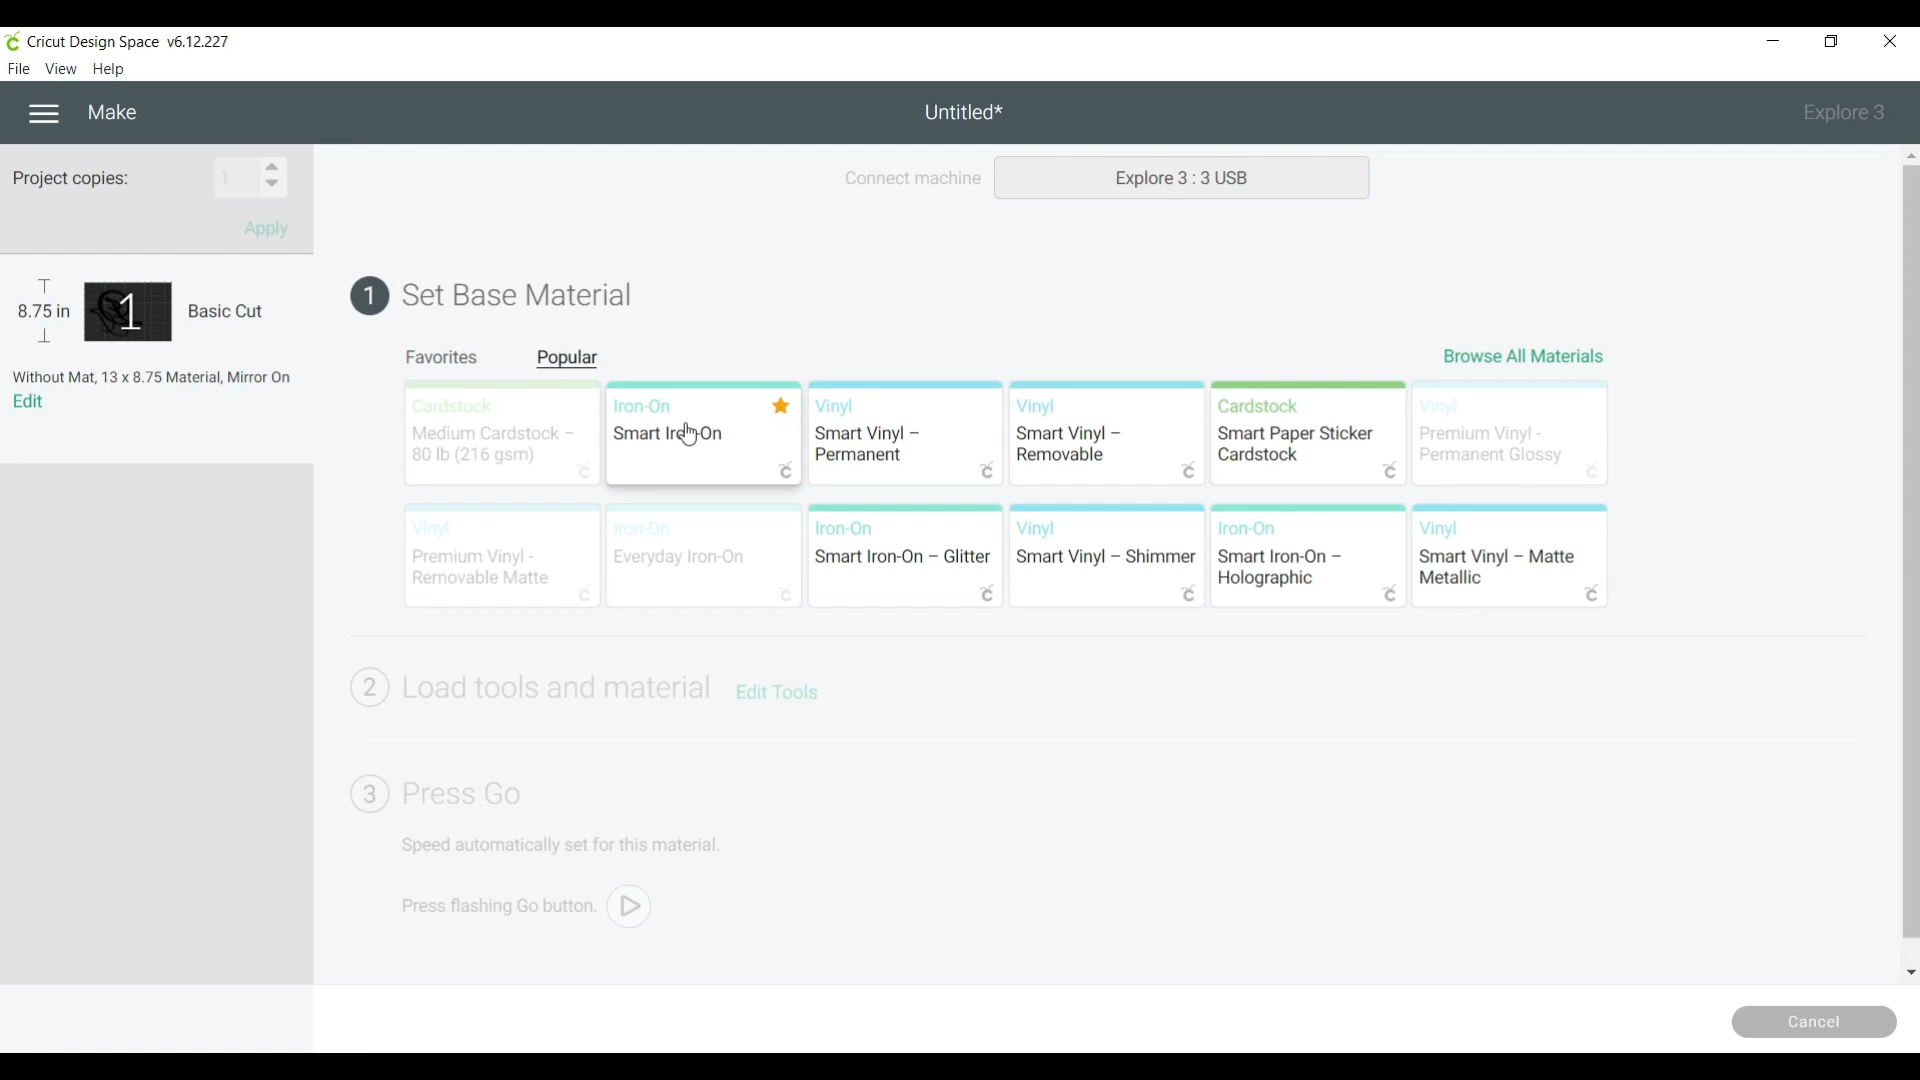 Cricut Design Space v6.12.227
File View Help
Make
Untitled*
Explore 3
Project copies:
1
Apply
Connect machine
Explore 3 : 3 USB
8.75 in
1
Basic Cut
Without Mat, 13 x 8.75 Material, Mirror On
Edit
1 Set Base Material
Favorites Popular
Browse All Materials
Cardstock
Medium Cardstock –
80 lb (216 gsm)
Iron-On
Smart Iron-On
Vinyl
Smart Vinyl –
Permanent
Vinyl
Smart Vinyl –
Removable
Cardstock
Smart Paper Sticker
Cardstock
Vinyl
Premium Vinyl -
Permanent Glossy
Vinyl
Premium Vinyl -
Removable Matte
Iron-On
Everyday Iron-On
Iron-On
Smart Iron-On – Glitter
Vinyl
Smart Vinyl – Shimmer
Iron-On
Smart Iron-On –
Holographic
Vinyl
Smart Vinyl – Matte
Metallic
2 Load tools and material Edit Tools
3 Press Go
Speed automatically set for this material.
Press flashing Go button.
Cancel